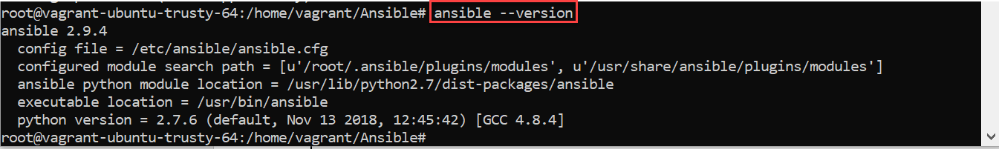 root@vagrant-ubuntu-trusty-64:/home/vagrant/Ansible# ansible --version
ansible 2.9.4
  config file = /etc/ansible/ansible.cfg
  configured module search path = [u'/root/.ansible/plugins/modules', u'/usr/share/ansible/plugins/modules']
  ansible python module location = /usr/lib/python2.7/dist-packages/ansible
  executable location = /usr/bin/ansible
  python version = 2.7.6 (default, Nov 13 2018, 12:45:42) [GCC 4.8.4]
root@vagrant-ubuntu-trusty-64:/home/vagrant/Ansible#